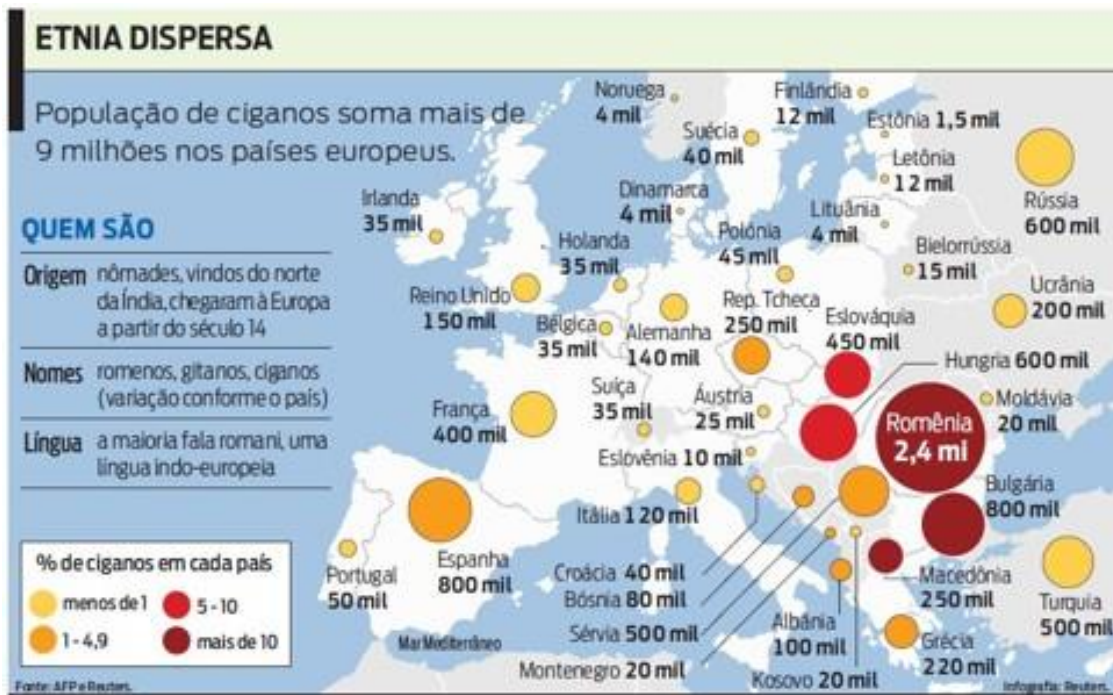 ETNIA DISPERSA
População de ciganos soma mais de
9 milhões nos países europeus.
QUEM SÃO
Origem nômades, vindos do norte
da Índia, chegaram à Europa
a partir do século 14
Nomes romenos, gitanos, ciganos
(variação conforme o país)
Língua a maioria fala romani, uma
língua indo-europeia
% de ciganos em cada país
menos de 1
5 - 10
1 - 4,9
mais de 10
Noruega
4 mil
Finlândia
12 mil
Suécia
40 mil
Estônia 1,5 mil
Letônia
12 mil
Rússia
600 mil
Irlanda
35 mil
Dinamarca
4 mil
Lituânia
4 mil
Holanda
35 mil
Polónia
45 mil
Bielorrússia
15 mil
Reino Unido
150 mil
Ucrânia
200 mil
Bélgica
35 mil
Alemanha
140 mil
Rep. Tcheca
250 mil
Eslováquia
450 mil
Hungria 600 mil
França
400 mil
Suíça
35 mil
Áustria
25 mil
Romênia
2,4 mi
Moldávia
20 mil
Eslovênia 10 mil
Bulgária
800 mil
Itália 120 mil
Portugal
50 mil
Espanha
800 mil
Croácia 40 mil
Bósnia 80 mil
Sérvia 500 mil
Montenegro 20 mil
Albânia
100 mil
Kosovo 20 mil
Macedônia
250 mil
Grécia
220 mil
Turquia
500 mil
Mar Mediterrâneo
Fonte: AFP e Reuters.
Infografia: Reuters.